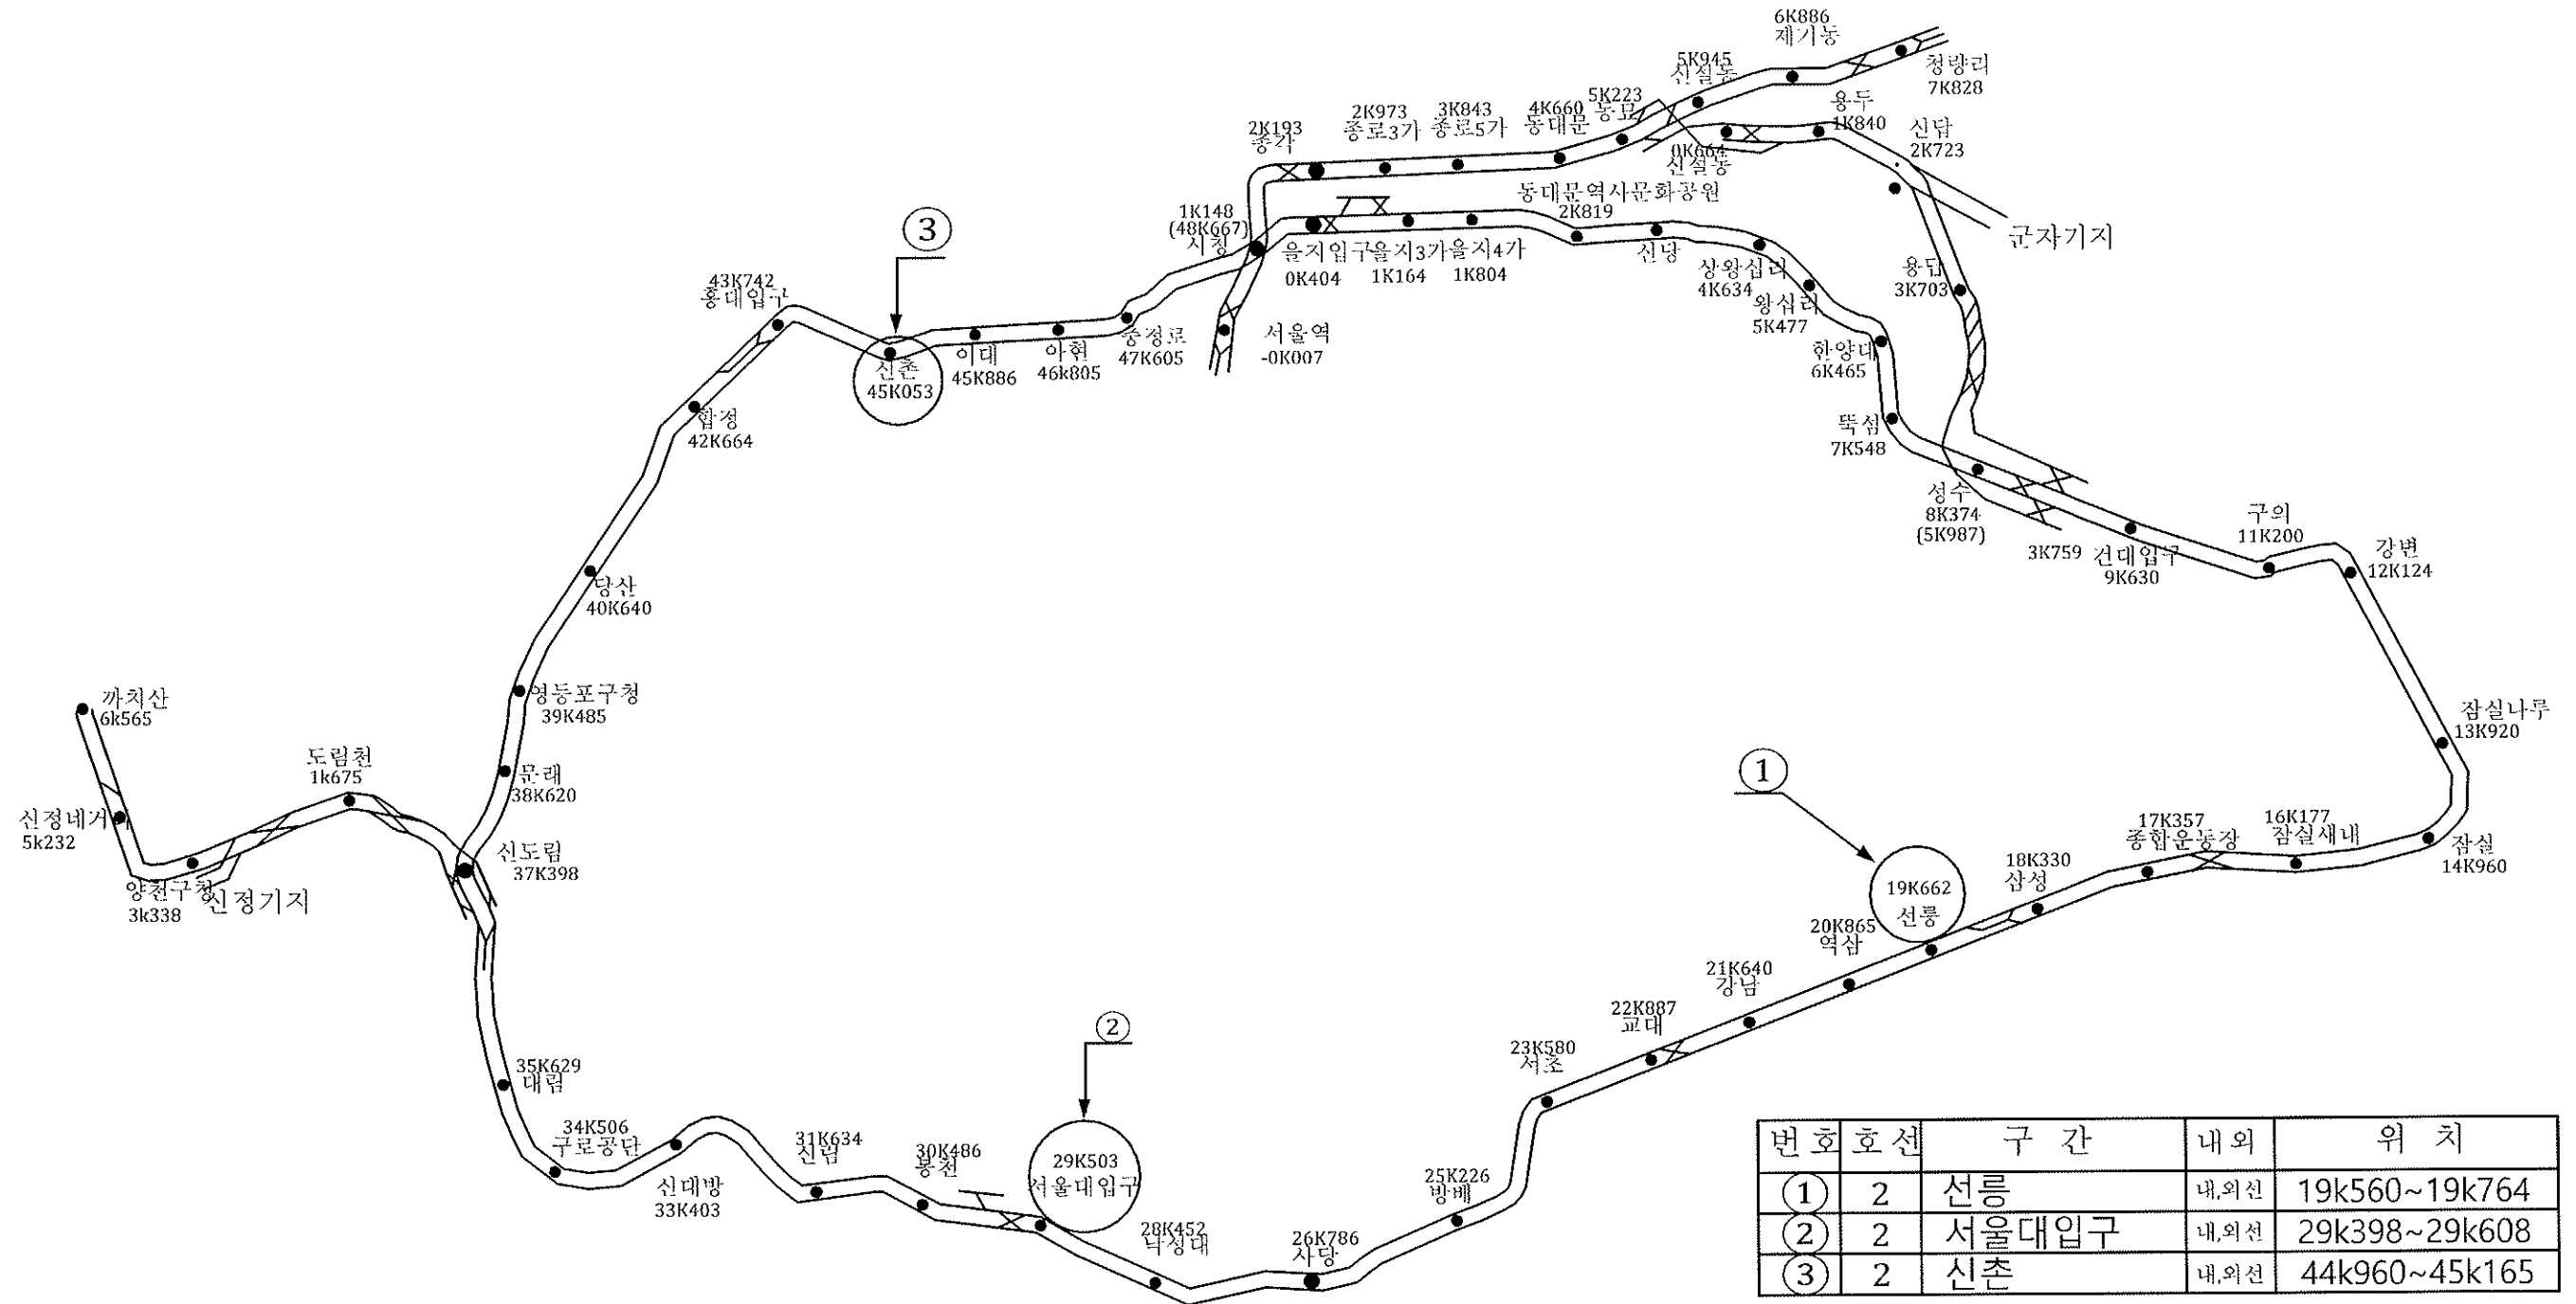 6K886
제기동
5K945
신설동
청량리
7K828
5K223
동묘
4K660
동대문
3K843
종로5가
2K973
종로3가
2K193
종각
용두
1K840
신답
2K723
0K664
신설동
군자기지
용답
3K703
1K148
(48K667)
시청
을지입구
0K404
을지3가
1K164
을지4가
1K804
동대문역사문화공원
2K819
신당
상왕십리
4K634
왕십리
5K477
한양대
6K465
뚝섬
7K548
성수
8K374
(5K987)
3K759
건대입구
9K630
구의
11K200
강변
12K124
잠실나루
13K920
잠실
14K960
16K177
잠실새내
17K357
종합운동장
18K330
삼성
①
19K662
선릉
20K865
역삼
21K640
강남
22K887
교대
23K580
서초
25K226
방배
26K786
사당
28K452
낙성대
②
29K503
서울대입구
30K486
봉천
31K634
신림
신대방
33K403
34K506
구로공단
35K629
대림
신도림
37K398
도림천
1k675
양천구청
3k338
신정기지
신정네거리
5k232
까치산
6k565
문래
38K620
영등포구청
39K485
당산
40K640
합정
42K664
43K742
홍대입구
③
신촌
45K053
이대
45K886
아현
46k805
충정로
47K605
서울역
-0K007
번호 호선 구 간 내외 위 치
① 2 선릉 내,외선 19k560~19k764
② 2 서울대입구 내,외선 29k398~29k608
③ 2 신촌 내,외선 44k960~45k165